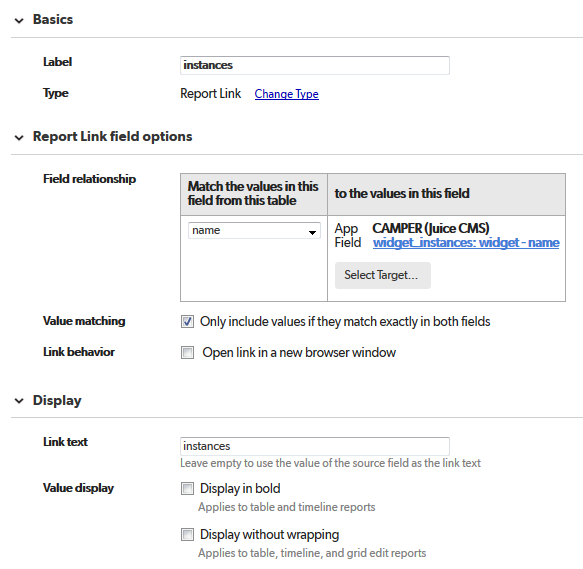 Basics
Label
instances
Type
Report Link Change Type
Report Link field options
Field relationship
Match the values in this
field from this table
to the values in this field
name
App CAMPER (Juice CMS)
Field widget_instances: widget - name
Select Target...
Value matching
Only include values if they match exactly in both fields
Link behavior
Open link in a new browser window
Display
Link text
instances
Leave empty to use the value of the source field as the link text
Value display
Display in bold
Applies to table and timeline reports
Display without wrapping
Applies to table, timeline, and grid edit reports